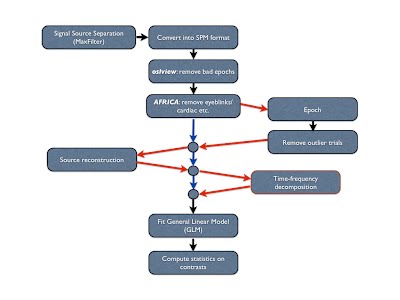 Signal Source Separation
(MaxFilter)
Convert into SPM format
oslview: remove bad epochs
AFRICA: remove eyeblinks/
cardiac etc.
Epoch
Remove outlier trials
Source reconstruction
Time-frequency
decomposition
Fit General Linear Model
(GLM)
Compute statistics on
contrasts